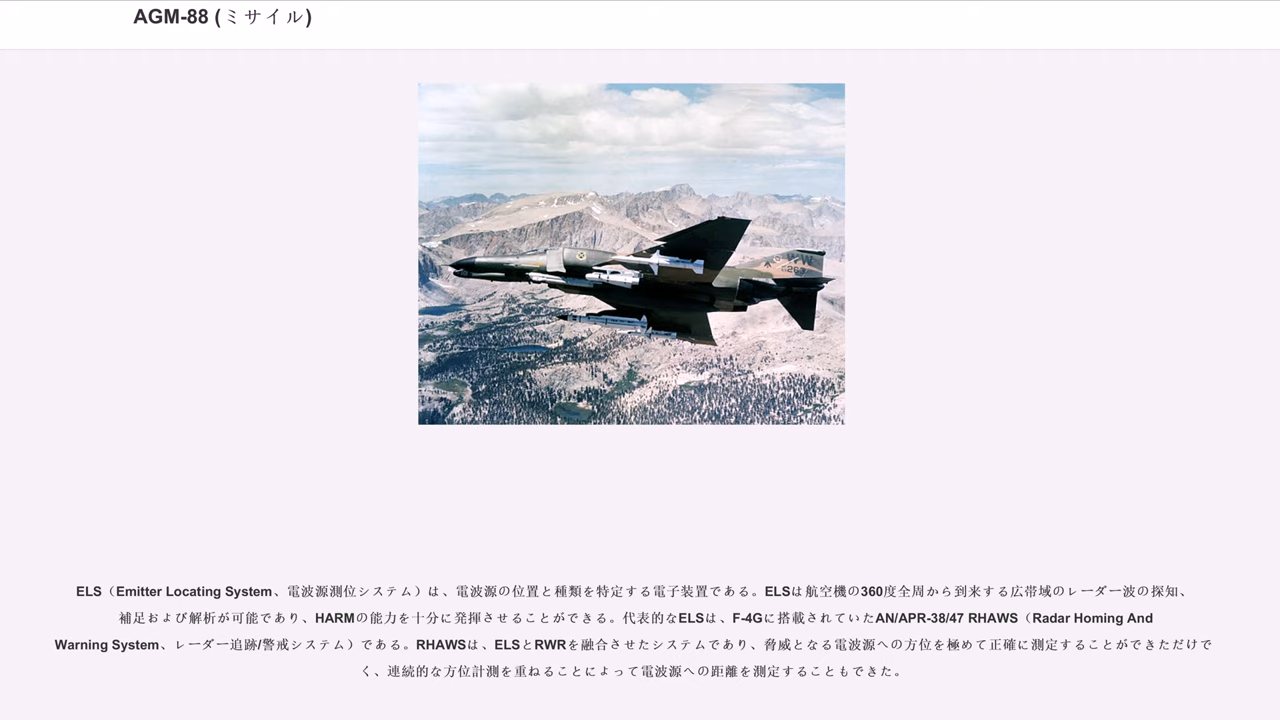 AGM-88 (ミサイル)
WW
ELS（Emitter Locating System、電波源測位システム）は、電波源の位置と種類を特定する電子装置である。ELSは航空機の360度全周から到来する広帯域のレーダー波の探知、
補足および解析が可能であり、HARMの能力を十分に発揮させることができる。代表的なELSは、F-4Gに搭載されていたAN/APR-38/47 RHAWS（Radar Homing And
Warning System、レーダー追跡/警戒システム）である。RHAWSは、ELSとRWRを融合させたシステムであり、脅威となる電波源への方位を極めて正確に測定することができただけで
く、連続的な方位計測を重ねることによって電波源への距離を測定することもできた。